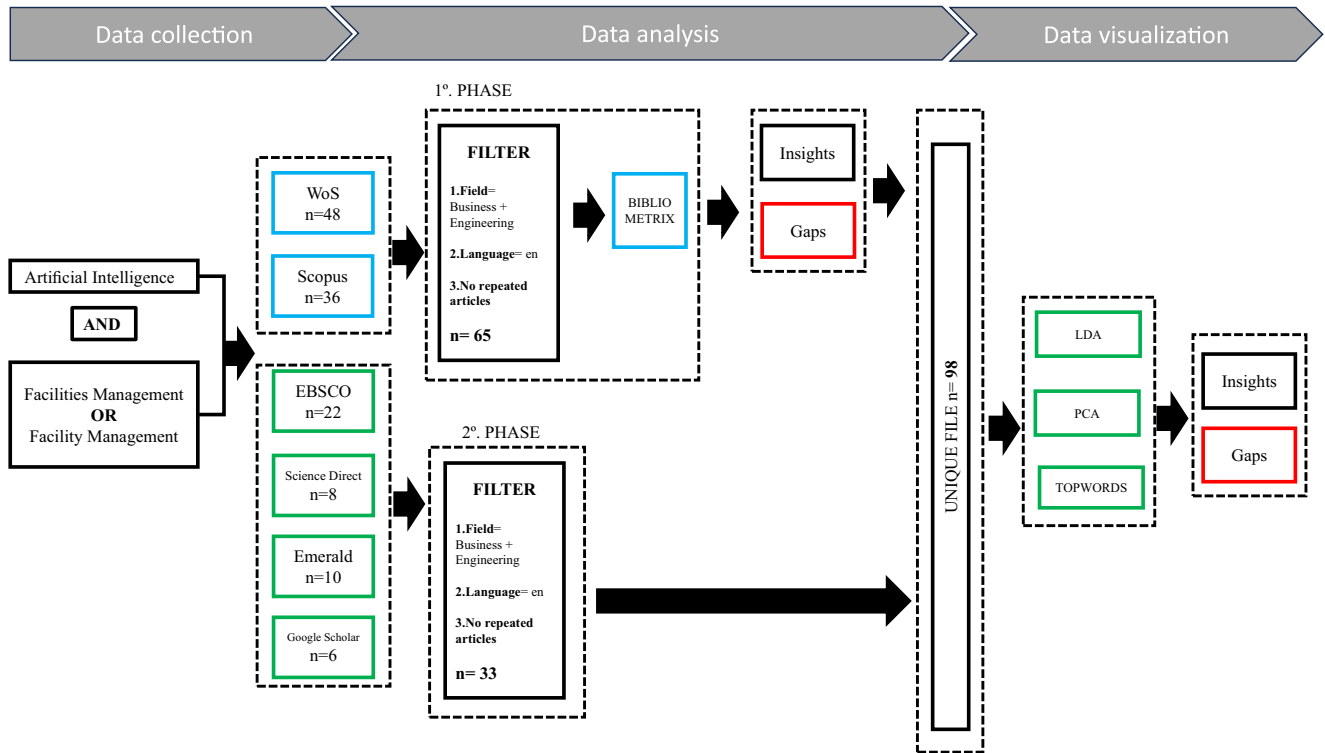 Data collection
Data analysis
Data visualization
Artificial Intelligence
AND
Facilities Management
OR
Facility Management
WoS
n=48
Scopus
n=36
EBSCO
n=22
Science Direct
n=8
Emerald
n=10
Google Scholar
n=6
1º. PHASE
FILTER
1.Field=
Business +
Engineering
2.Language= en
3.No repeated
articles
n= 65
BIBLIO
METRIX
Insights
Gaps
2º. PHASE
FILTER
1.Field=
Business +
Engineering
2.Language= en
3.No repeated
articles
n= 33
UNIQUE FILE n= 98
LDA
PCA
TOPWORDS
Insights
Gaps